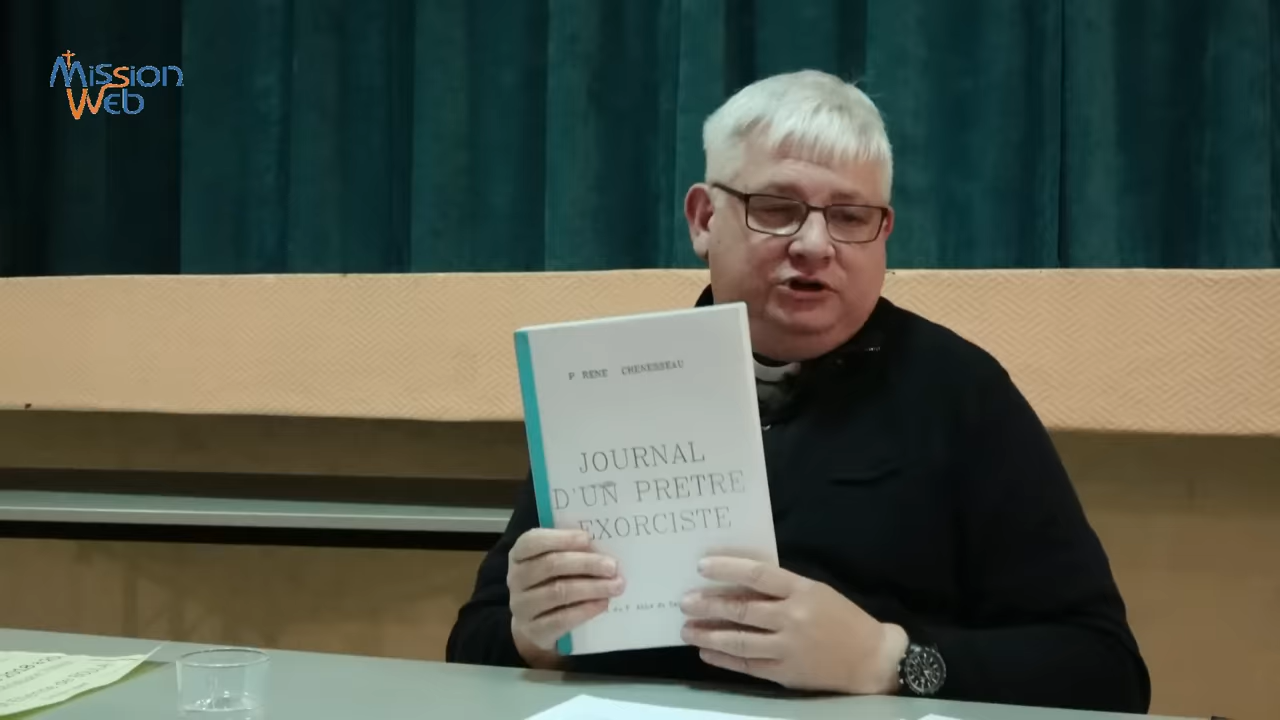 Mission
Web
P RENE CHENESSEAU
JOURNAL
D'UN PRETRE
EXORCISTE